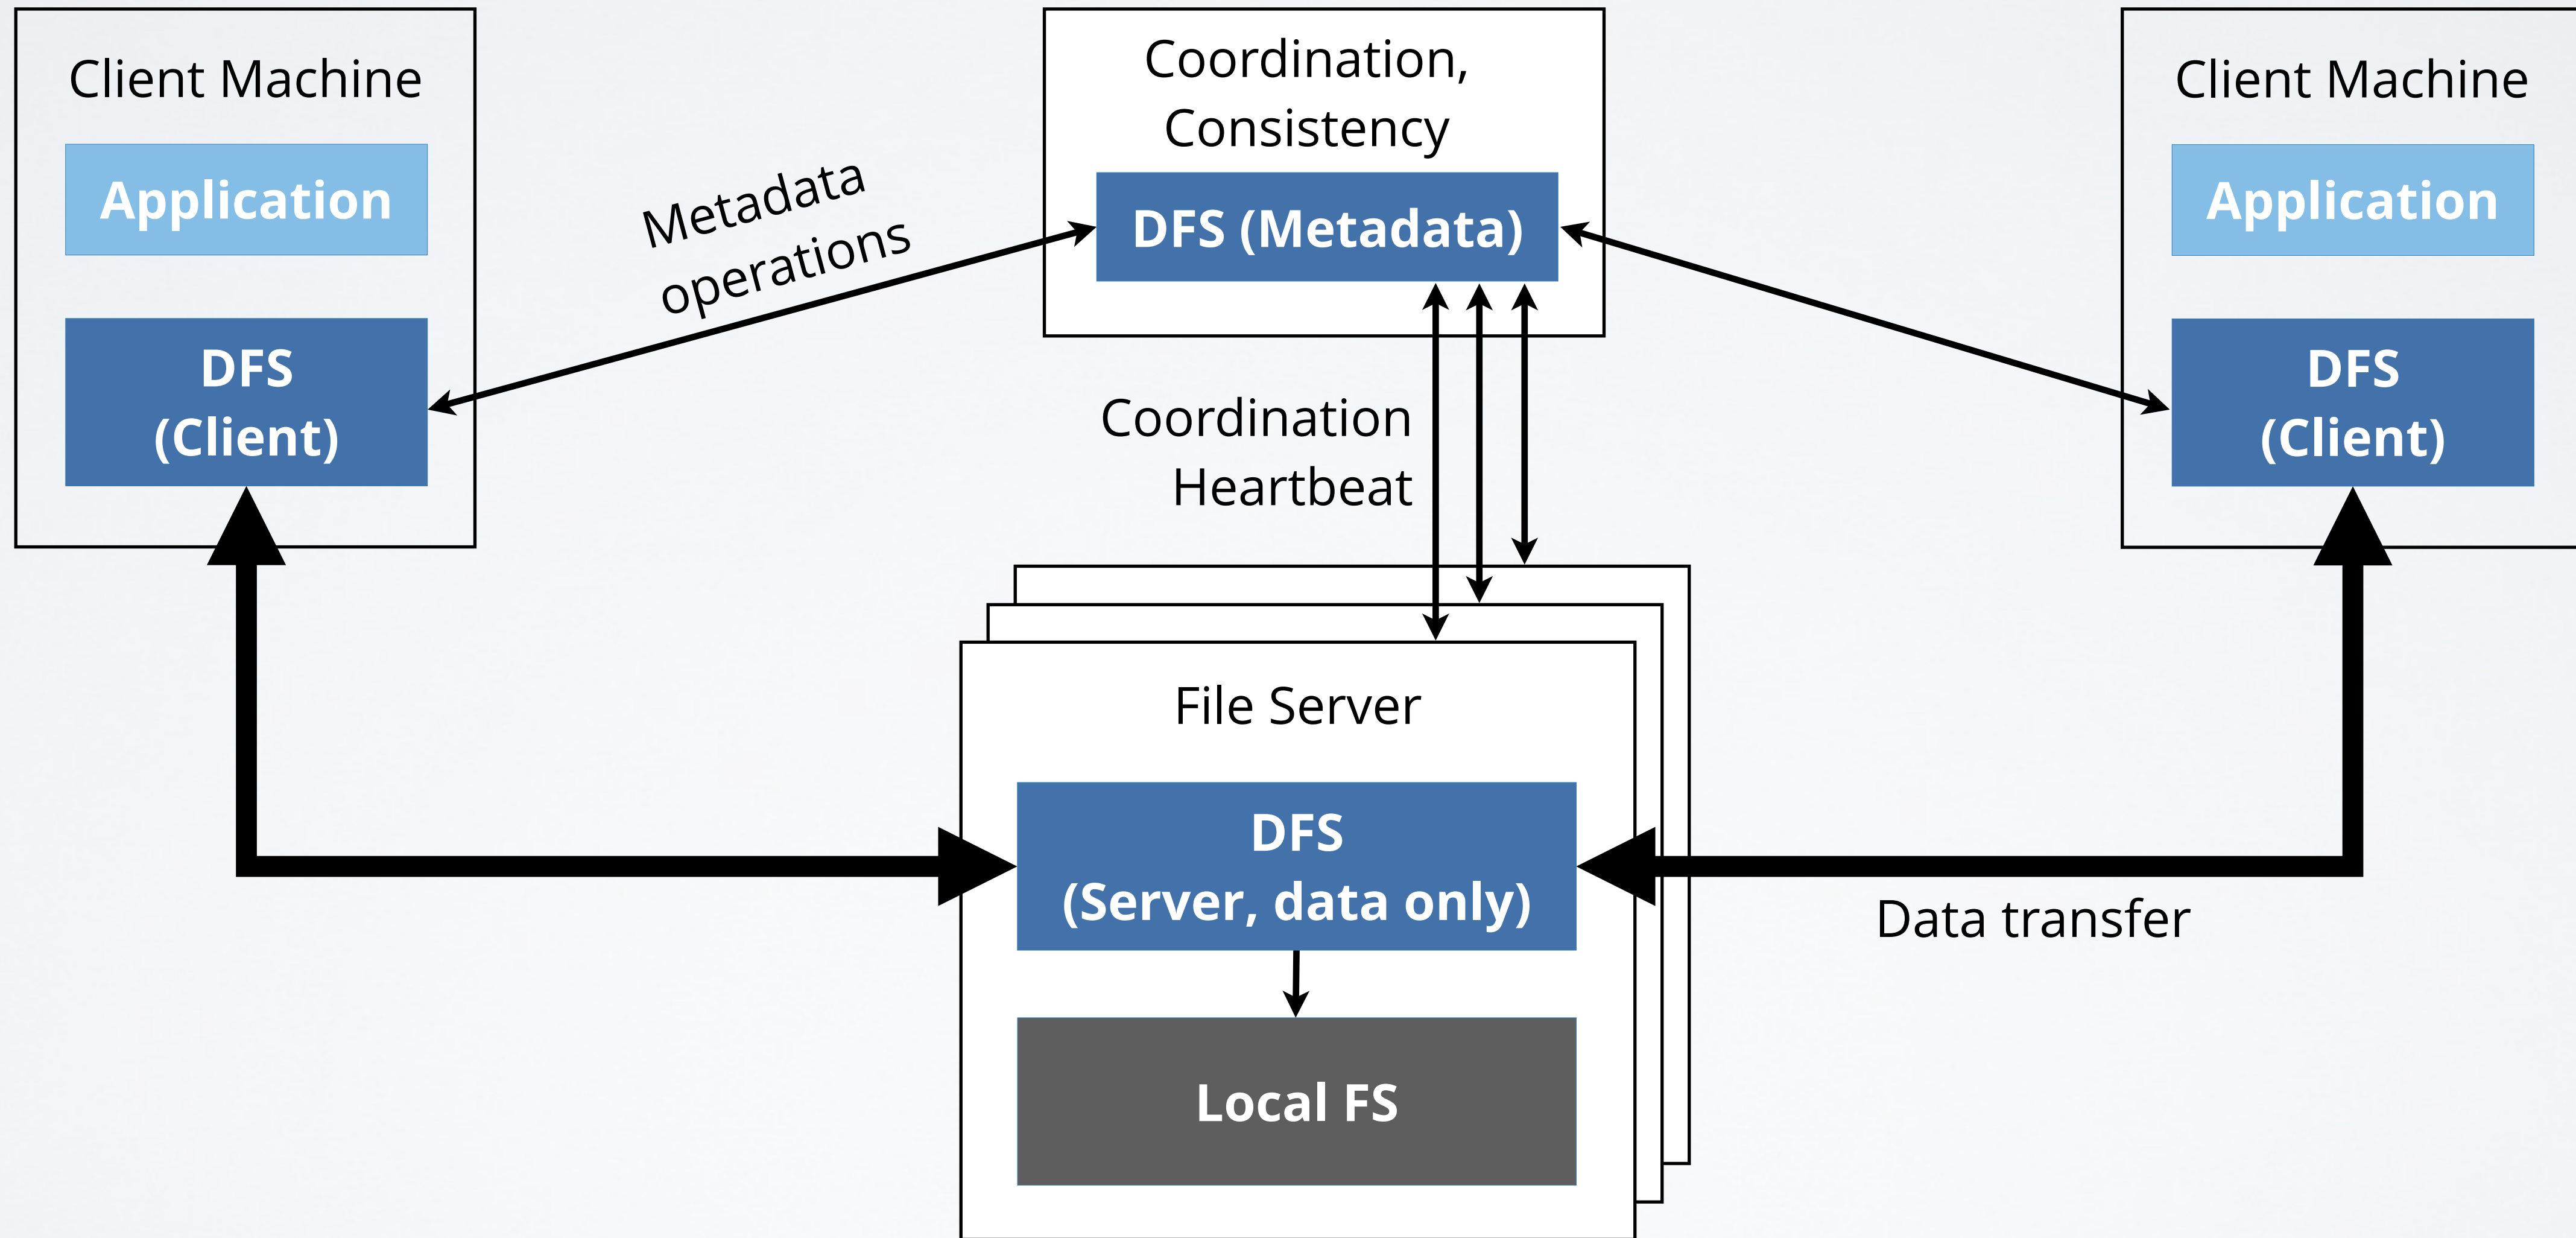 Client Machine
Application
DFS
(Client)
Metadata
operations
Coordination,
Consistency
DFS (Metadata)
Client Machine
Application
DFS
(Client)
Coordination
Heartbeat
File Server
DFS
(Server, data only)
Local FS
Data transfer